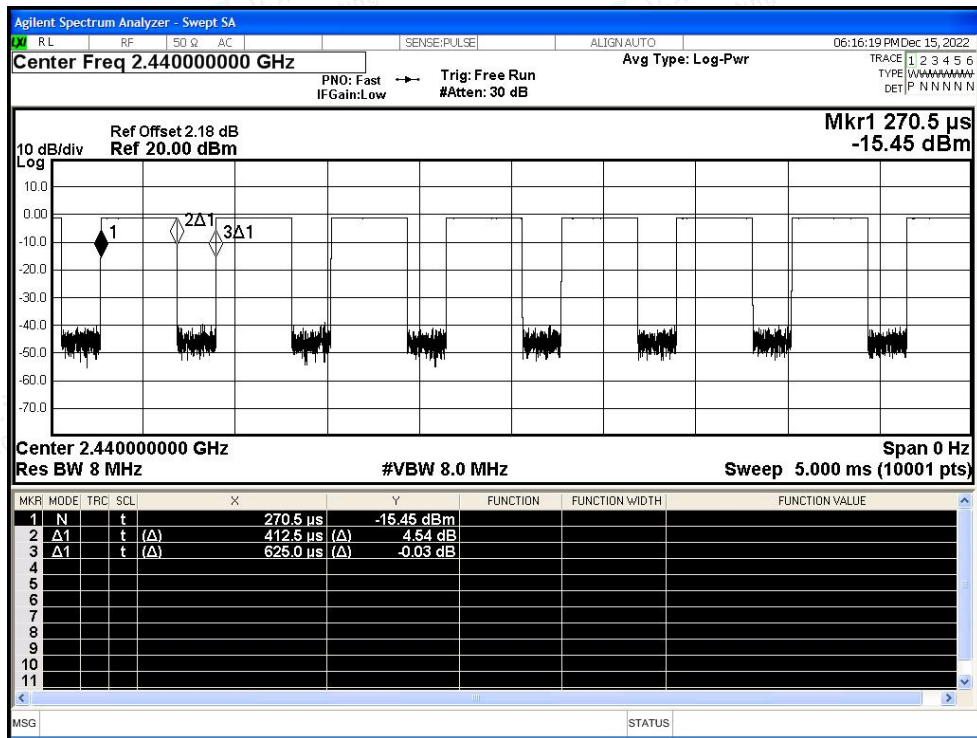 Agilent Spectrum Analyzer - Swept SA
LXI RL RF 50 Ω AC SENSE:PULSE ALIGN AUTO 06:16:19 PM Dec 15, 2022
Center Freq 2.440000000 GHz Avg Type: Log-Pwr TRACE 1 2 3 4 5 6
PNO: Fast Trig: Free Run TYPE
IFGain:Low #Atten: 30 dB DET P N N N N N
Mkr1 270.5 µs
Ref Offset 2.18 dB
10 dB/div Ref 20.00 dBm -15.45 dBm
Log
10.0
0.00
-10.0
-20.0
-30.0
-40.0
-50.0
-60.0
-70.0
1 2Δ1 3Δ1
Center 2.440000000 GHz Span 0 Hz
Res BW 8 MHz #VBW 8.0 MHz Sweep 5.000 ms (10001 pts)
MKR MODE TRC SCL X Y FUNCTION FUNCTION WIDTH FUNCTION VALUE
1 N t 270.5 µs -15.45 dBm
2 Δ1 t (Δ) 412.5 µs (Δ) 4.54 dB
3 Δ1 t (Δ) 625.0 µs (Δ) -0.03 dB
4
5
6
7
8
9
10
11
MSG STATUS